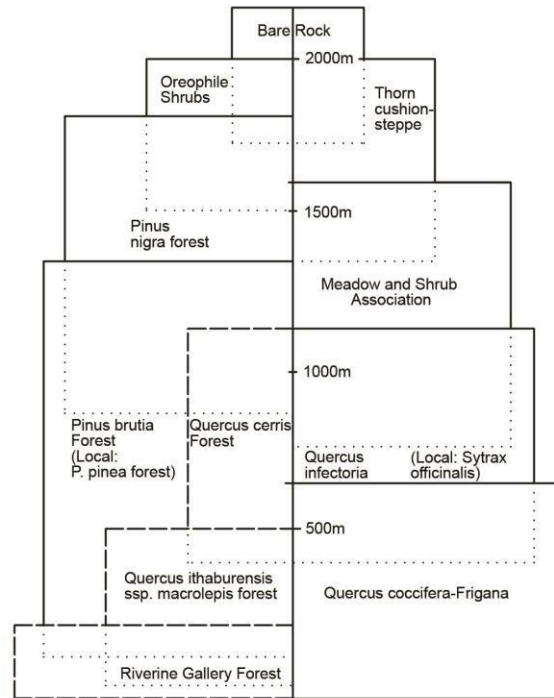 Bare Rock
2000m
Oreophile
Shrubs
Thorn
cushion-
steppe
1500m
Pinus
nigra forest
Meadow and Shrub
Association
1000m
Pinus brutia
Forest
(Local:
P. pinea forest)
Quercus cerris
Forest
Quercus
infectoria
(Local: Sytrax
officinalis)
500m
Quercus ithaburensis
ssp. macrolepis forest
Quercus coccifera-Frigana
Riverine Gallery Forest